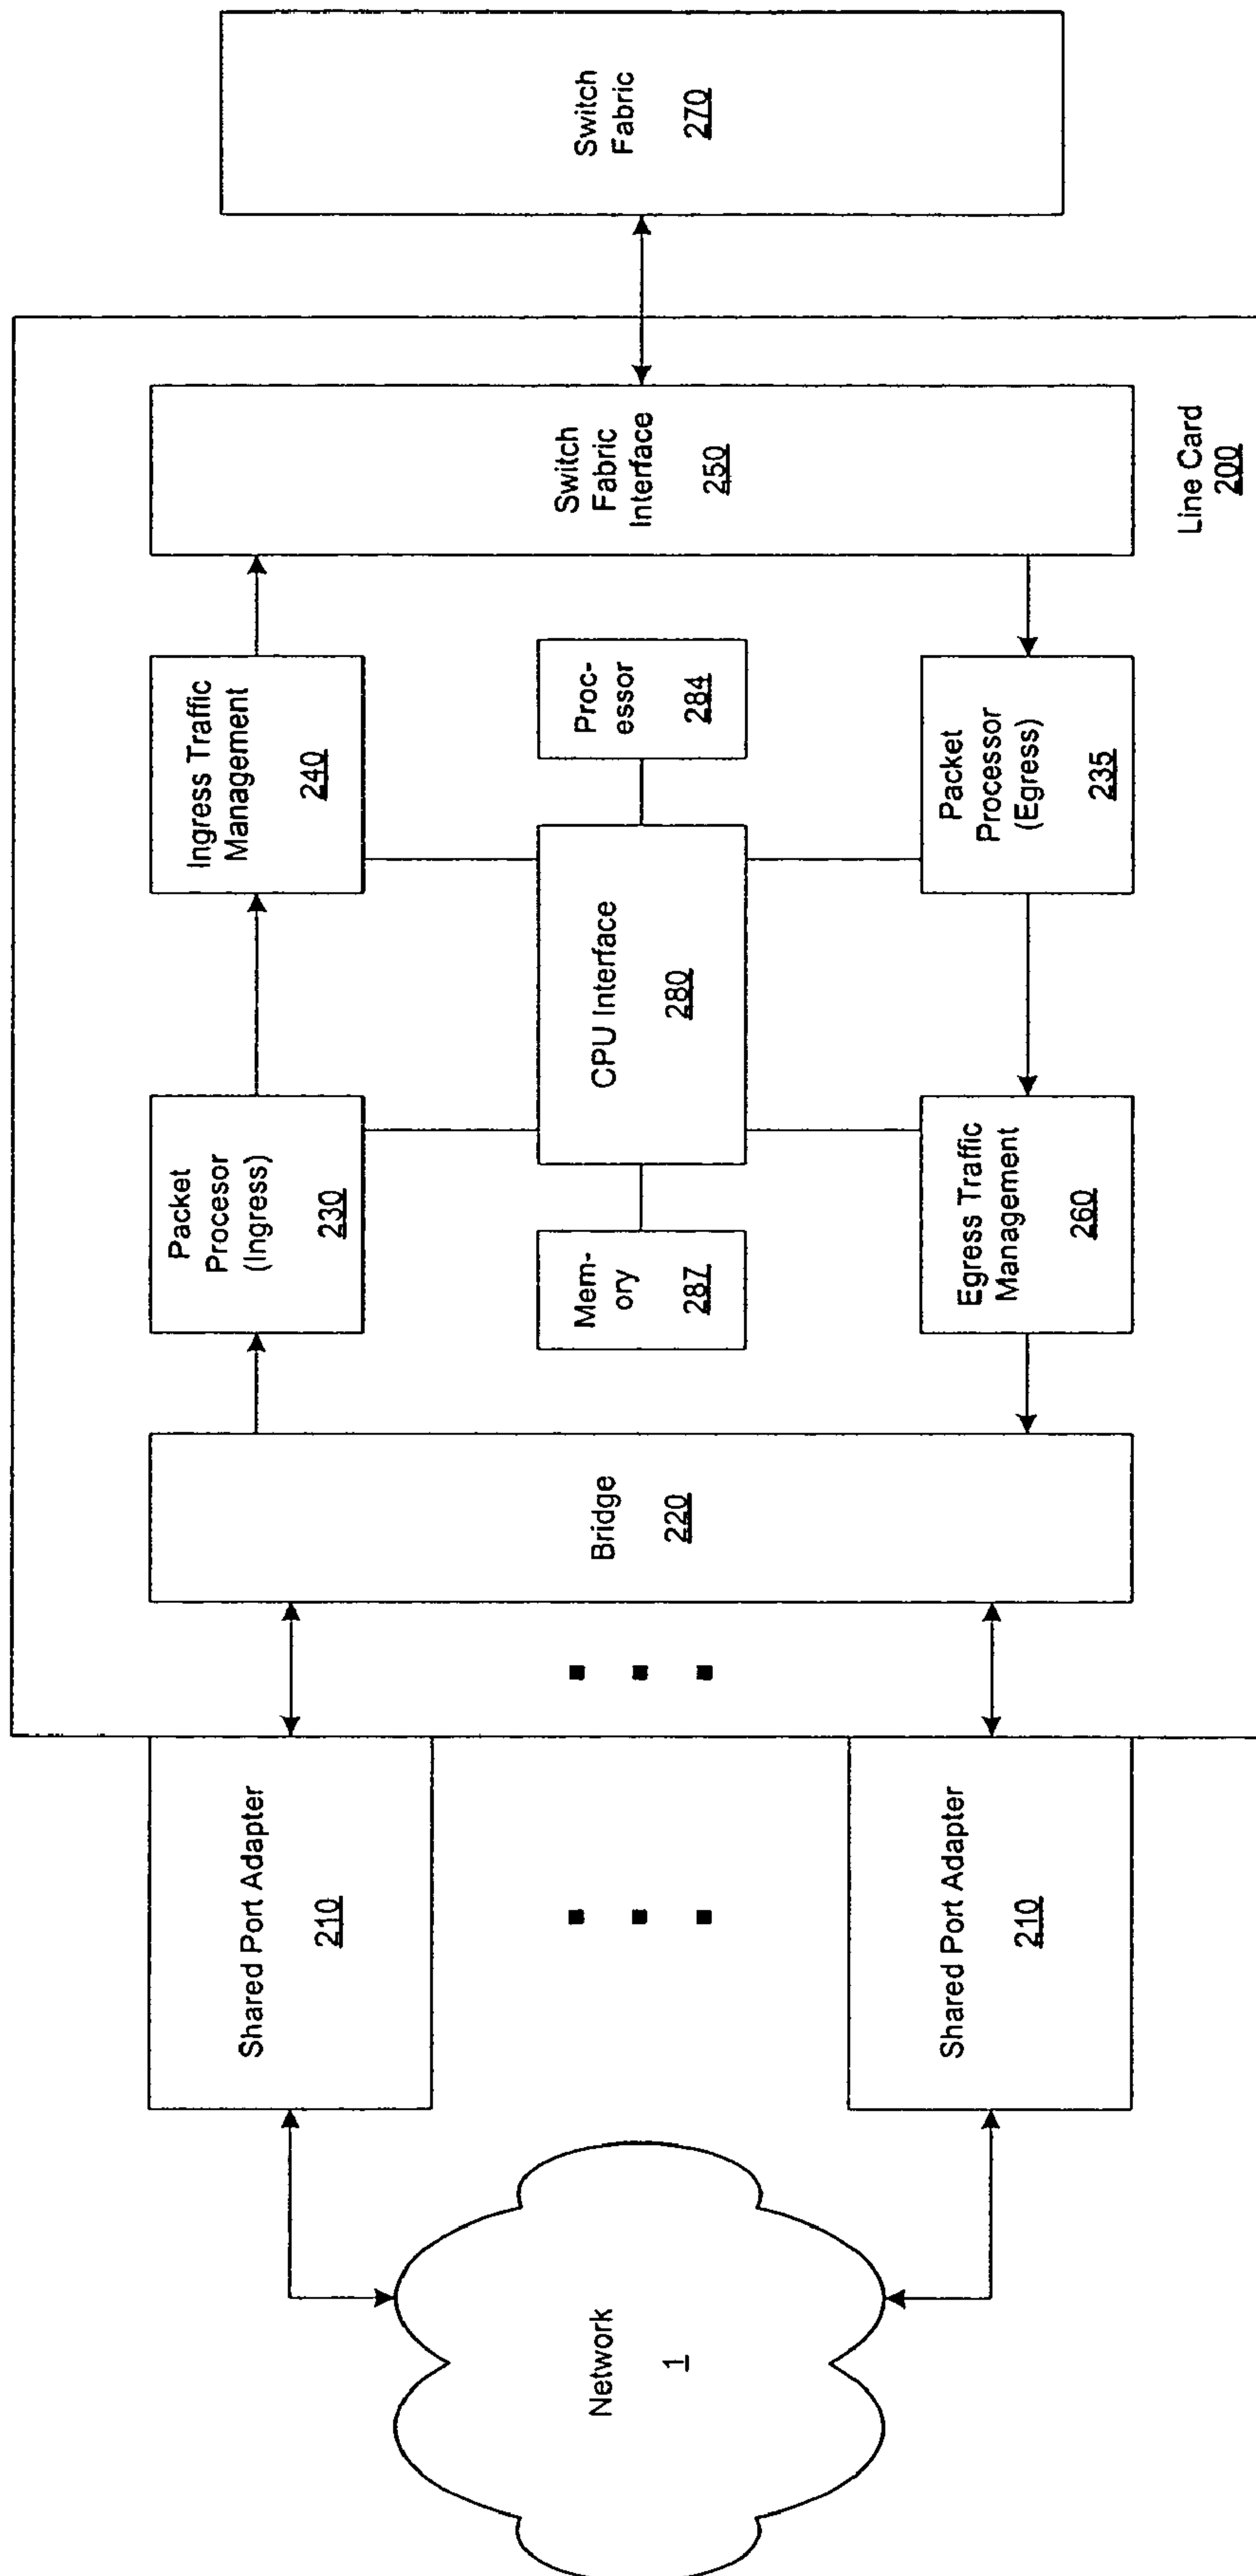 Shared Port Adapter
210
Packet
Procesor
(Ingress)
230
Ingress Traffic
Management
240
Network
1
Bridge
220
Mem-
ory
287
CPU Interface
280
Proc-
essor
284
Switch
Fabric
Interface
250
Switch
Fabric
270
Shared Port Adapter
210
Egress Traffic
Management
260
Packet
Processor
(Egress)
235
Line Card
200